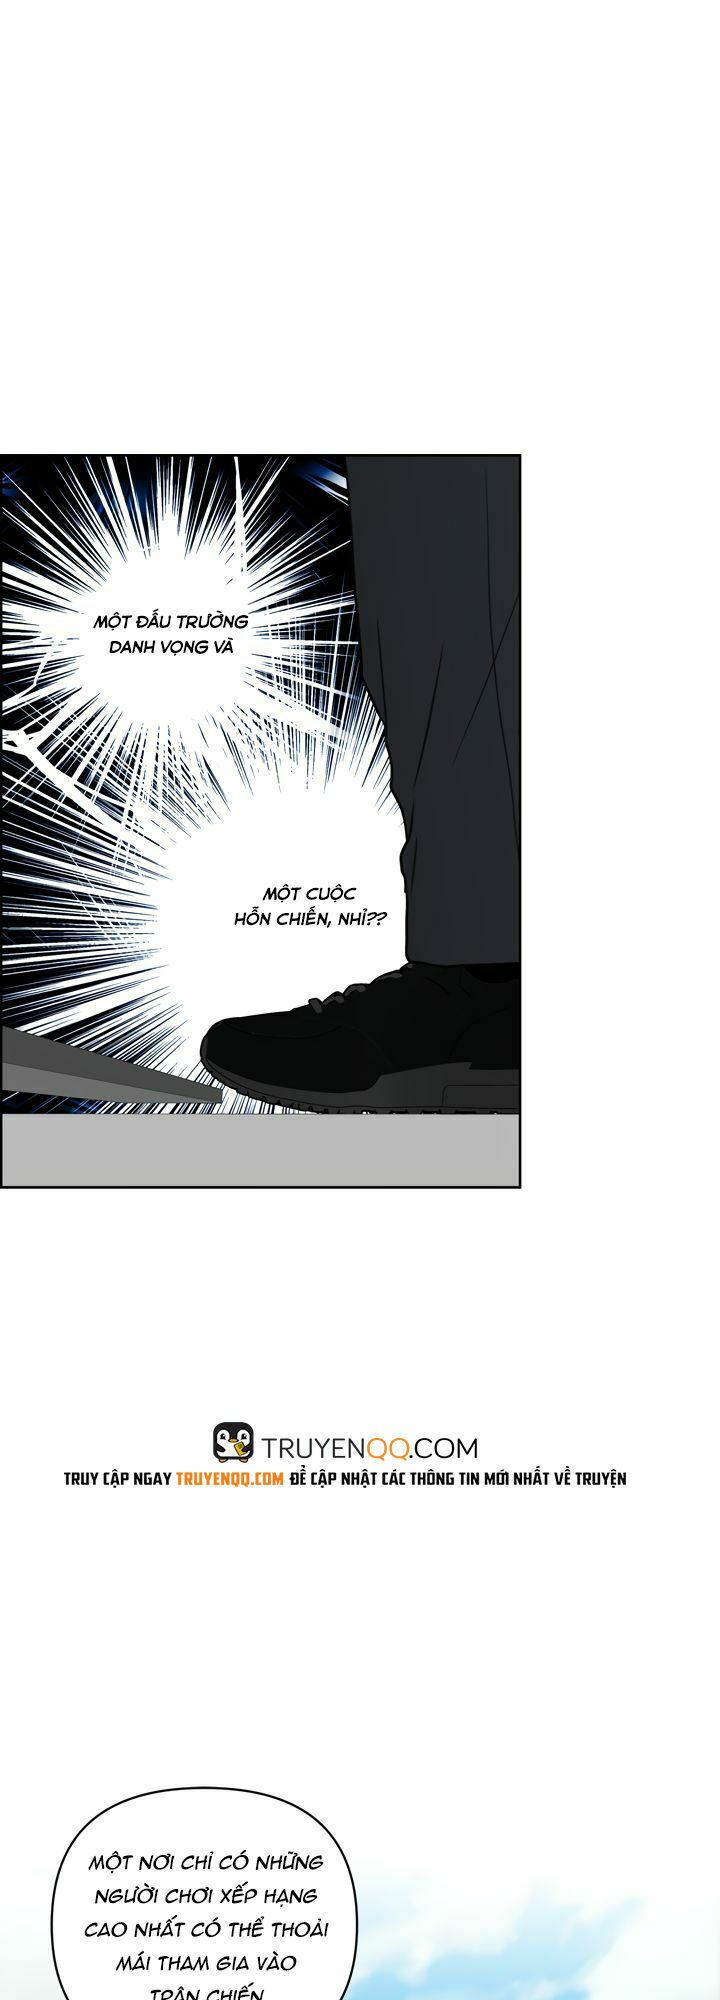 MỘT ĐẤU TRƯỜNG
DANH VỌNG VÀ
MỘT CUỘC
HỖN CHIẾN, NHỈ??
TRUYENQQ.COM
TRUY CẬP NGAY TRUYENQQ.COM ĐỂ CẬP NHẬT CÁC THÔNG TIN MỚI NHẤT VỀ TRUYỆN
MỘT NƠI CHỈ CÓ NHỮNG
NGƯỜI CHƠI XẾP HẠNG
CAO NHẤT CÓ THỂ THOẢI
MÁI THAM GIA VÀO
TRẬN CHIẾN